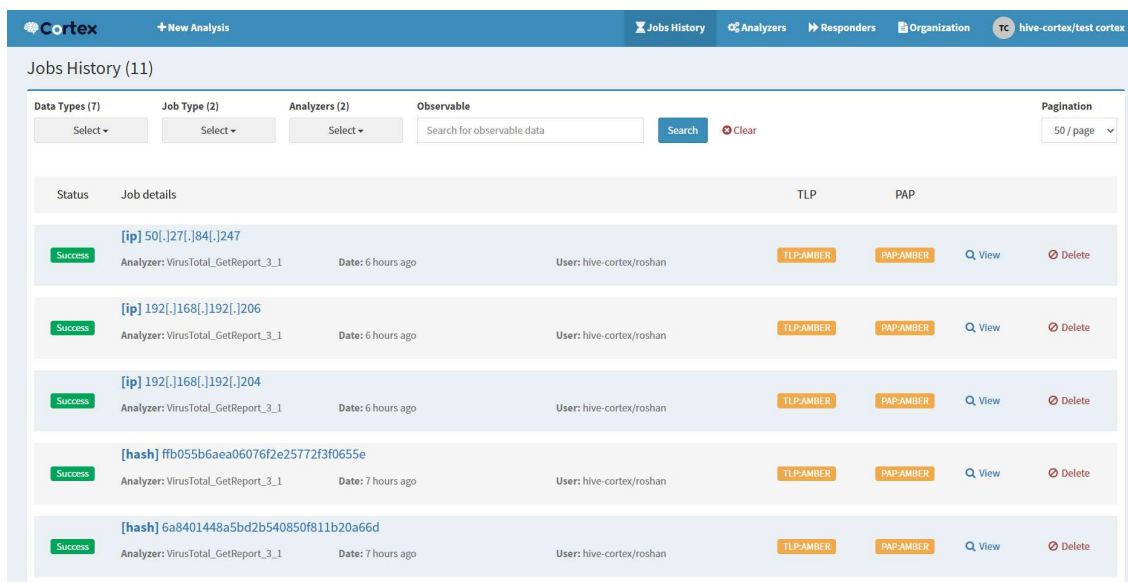 Cortex + New Analysis Jobs History Analyzers Responders Organization TC hive-cortex/test cortex
Jobs History (11)
Data Types (7) Job Type (2) Analyzers (2) Observable Pagination
Select Select Select Search for observable data Search Clear 50 / page
Status Job details TLP PAP
[ip] 50[.]27[.]84[.]247
Success Analyzer: VirusTotal_GetReport_3_1 Date: 6 hours ago User: hive-cortex/roshan TLP:AMBER PAP:AMBER View Delete
[ip] 192[.]168[.]192[.]206
Success Analyzer: VirusTotal_GetReport_3_1 Date: 6 hours ago User: hive-cortex/roshan TLP:AMBER PAP:AMBER View Delete
[ip] 192[.]168[.]192[.]204
Success Analyzer: VirusTotal_GetReport_3_1 Date: 6 hours ago User: hive-cortex/roshan TLP:AMBER PAP:AMBER View Delete
[hash] ffb055b6aea06076f2e25772f3f0655e
Success Analyzer: VirusTotal_GetReport_3_1 Date: 7 hours ago User: hive-cortex/roshan TLP:AMBER PAP:AMBER View Delete
[hash] 6a8401448a5bd2b540850f811b20a66d
Success Analyzer: VirusTotal_GetReport_3_1 Date: 7 hours ago User: hive-cortex/roshan TLP:AMBER PAP:AMBER View Delete